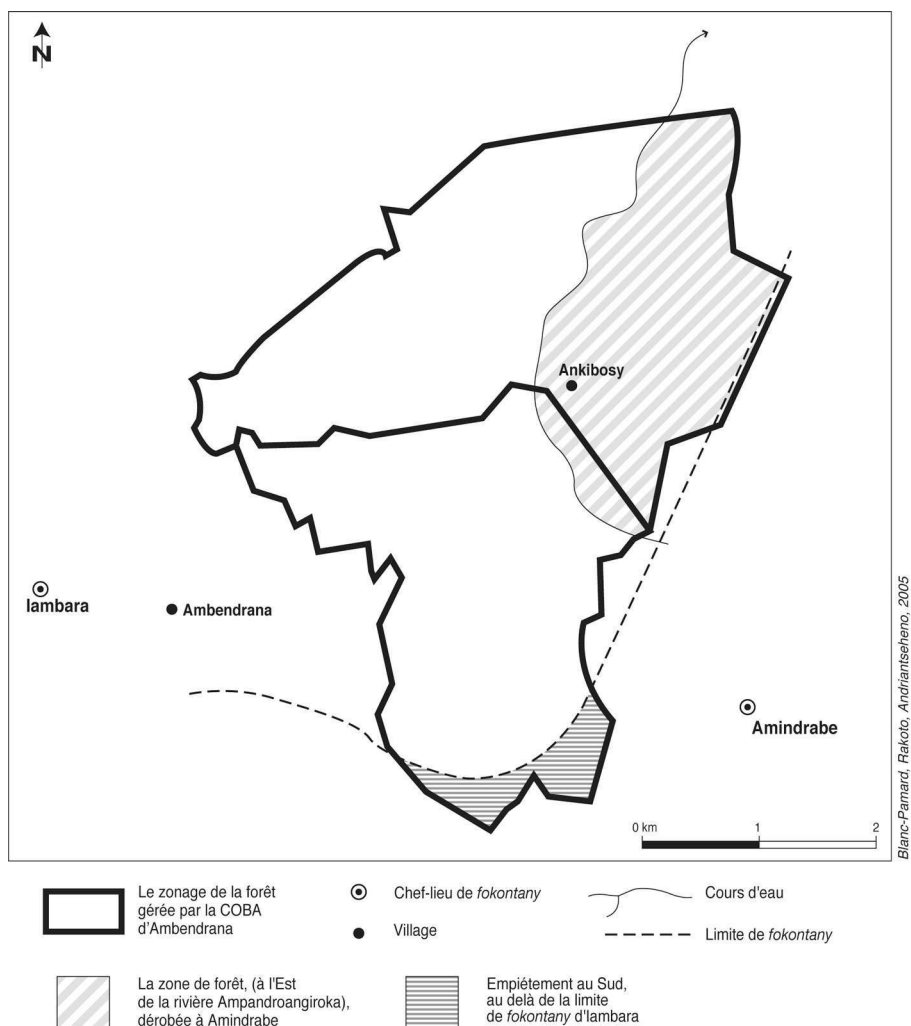 N
Ankibosy
Iambara
Ambendrana
Amindrabe
0 km 1 2
Blanc-Pamard, Rakoto, Andriantseheno, 2005
Le zonage de la forêt
gérée par la COBA
d'Ambendrana
Chef-lieu de fokontany
Village
Cours d'eau
Limite de fokontany
La zone de forêt, (à l'Est
de la rivière Ampandroangiroka),
dérobée à Amindrabe
Empiétement au Sud,
au delà de la limite
de fokontany d'Iambara